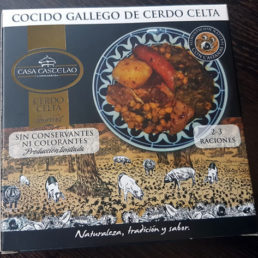 COCIDO GALLEGO DE CERDO CELTA
CASA CASTELAO
CERDO
CELTA
SIN CONSERVANTES
NI COLORANTES
Producción limitada
2-3
RACIONES
Naturaleza, tradición y sabor.